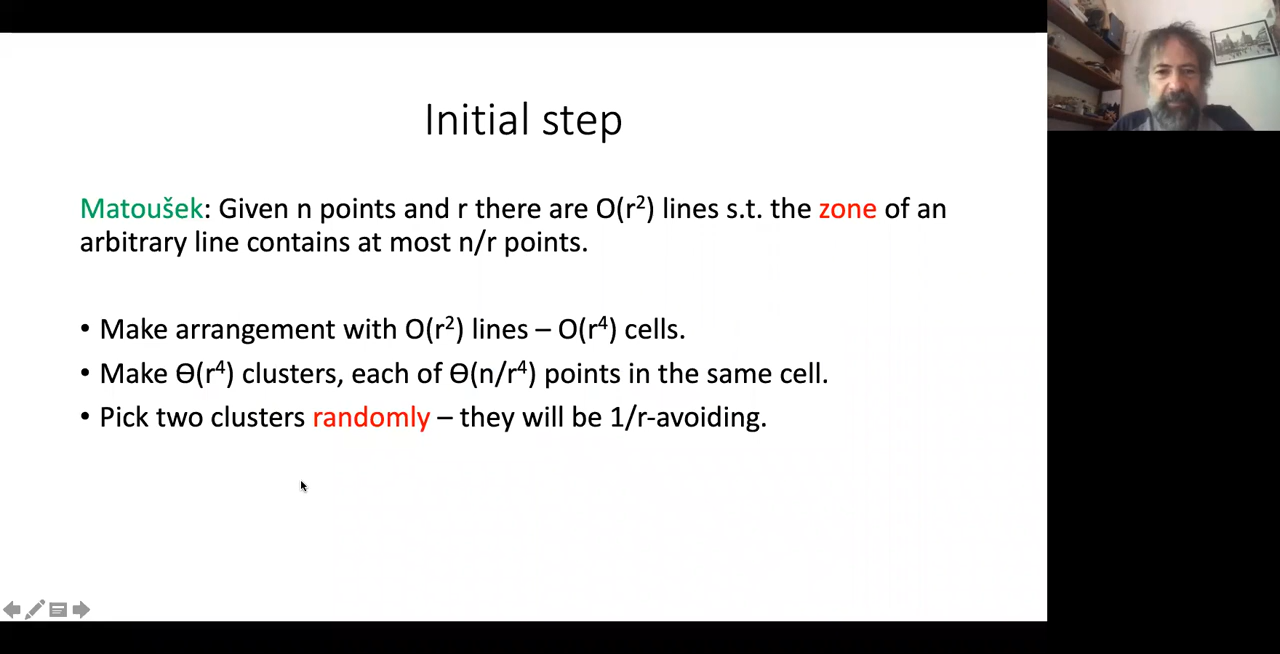 Initial step
Matoušek: Given n points and r there are O(r²) lines s.t. the zone of an
arbitrary line contains at most n/r points.
• Make arrangement with O(r²) lines – O(r⁴) cells.
• Make ϴ(r⁴) clusters, each of ϴ(n/r⁴) points in the same cell.
• Pick two clusters randomly – they will be 1/r-avoiding.